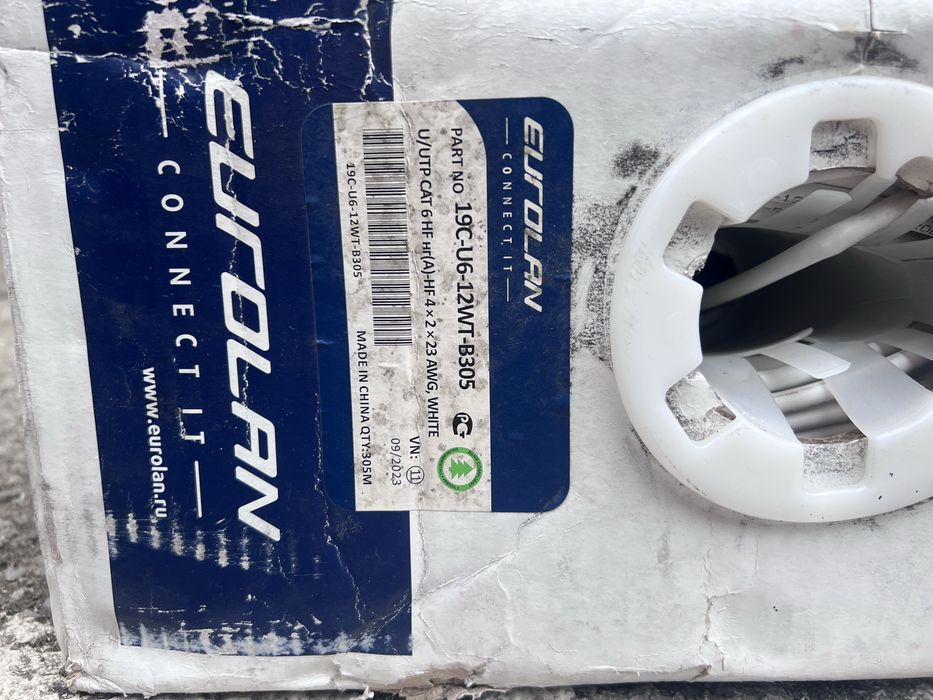 EUROLAN
CONNECT IT
www.eurolan.ru
EUROLAN
CONNECT IT
PART NO 19C-U6-12WT-B305
U/UTP CAT 6 HF нг(A)-HF 4 × 2 × 23 AWG, WHITE
19C-U6-12WT-B305
MADE IN CHINA QTY:305M
VN: 11
09/2023